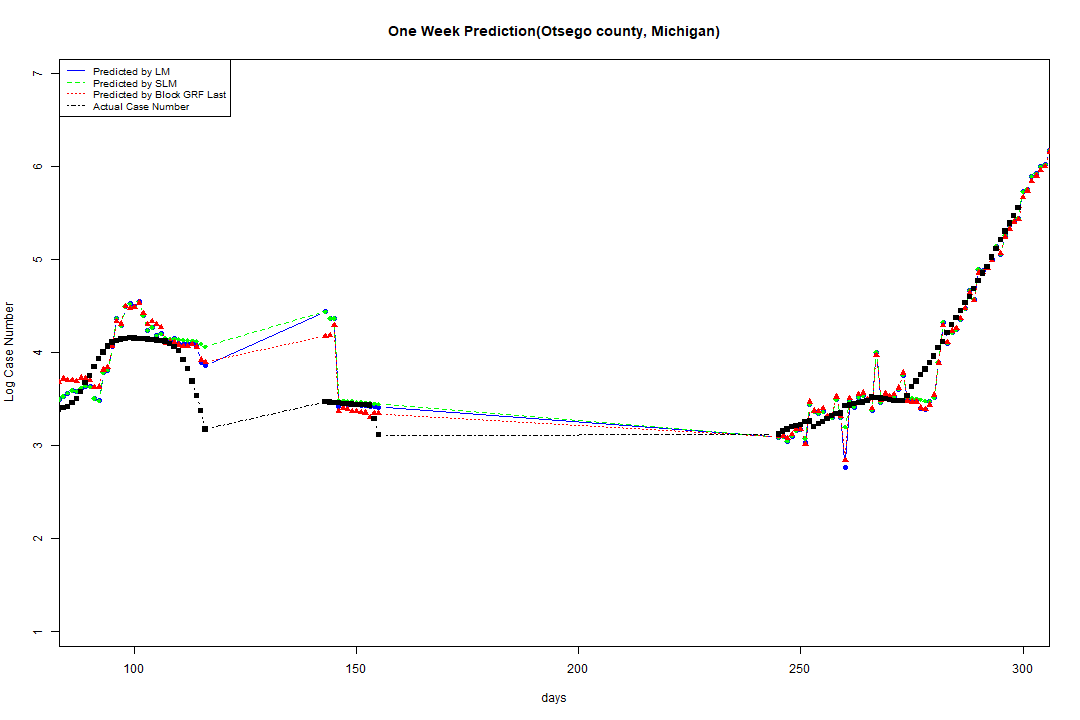 One Week Prediction(Otsego county, Michigan)
Predicted by LM
Predicted by SLM
Predicted by Block GRF Last
Actual Case Number
Log Case Number
7
6
5
4
3
2
1
100 150 200 250 300
days